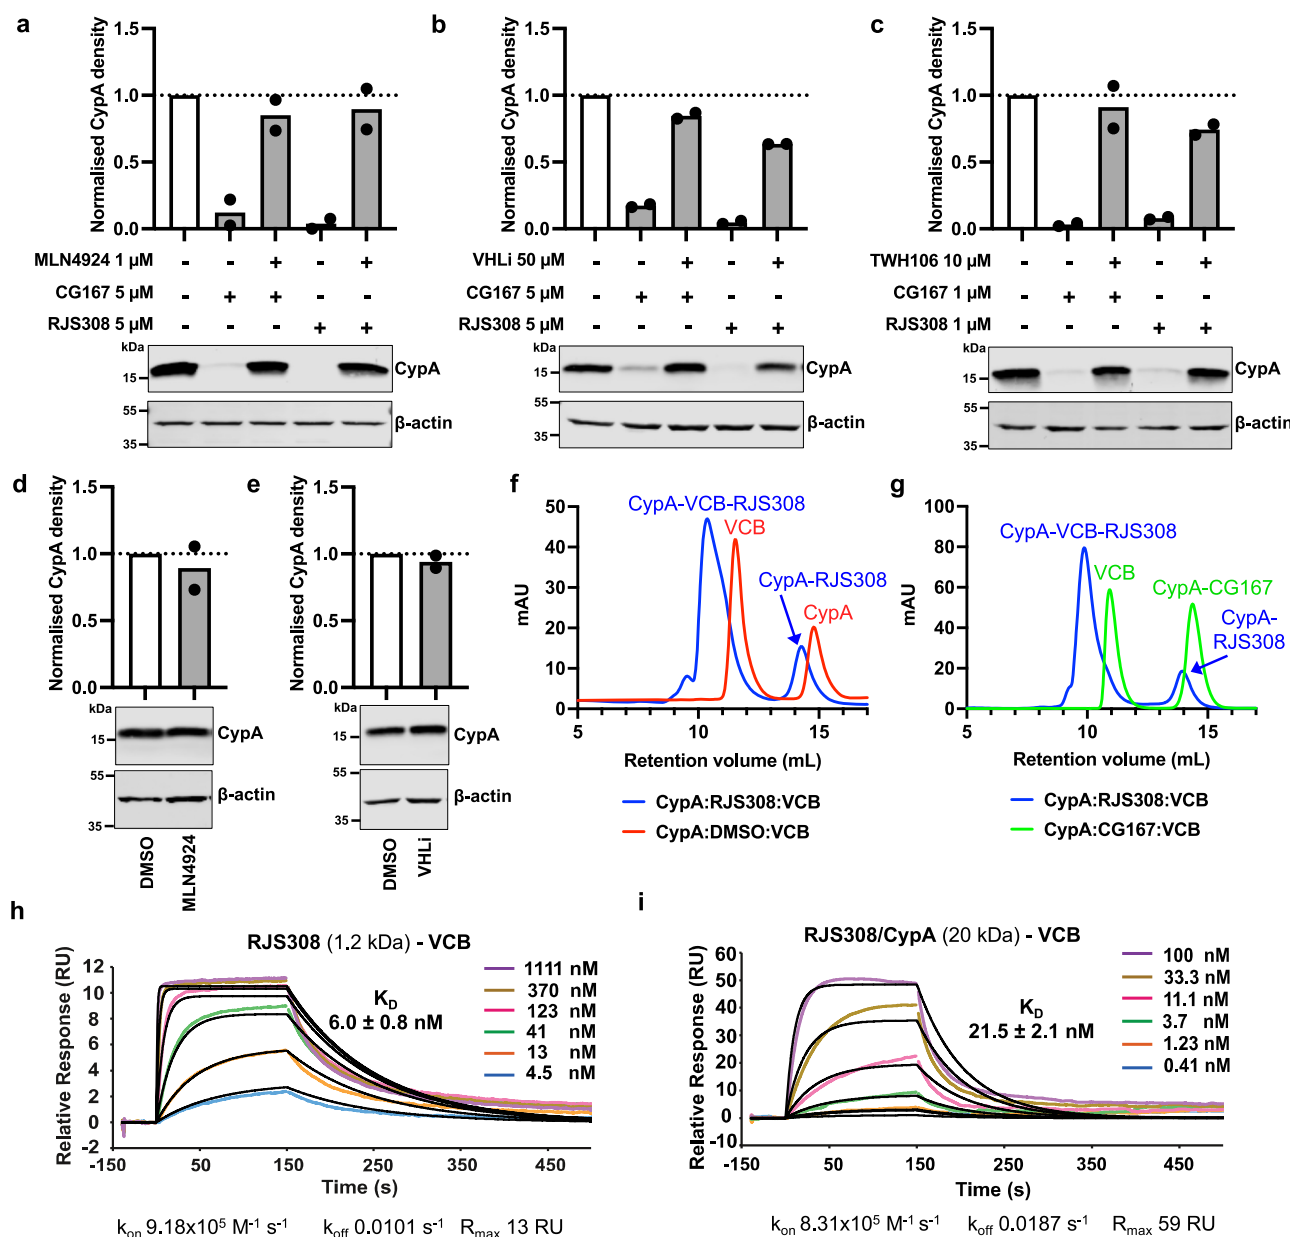 a
Normalised CypA density
1.5
1.0
0.5
0.0
MLN4924 1 μM - - + - +
CG167 5 μM - + + - -
RJS308 5 μM - - - + +
kDa
15
CypA
55
35
β-actin
b
Normalised CypA density
1.5
1.0
0.5
0.0
VHLi 50 μM - - + - +
CG167 5 μM - + + - -
RJS308 5 μM - - - + +
kDa
15
CypA
55
35
β-actin
c
Normalised CypA density
1.5
1.0
0.5
0.0
TWH106 10 μM - - + - +
CG167 1 μM - + + - -
RJS308 1 μM - - - + +
kDa
15
CypA
55
35
β-actin
d
Normalised CypA density
1.5
1.0
0.5
0.0
kDa
15
CypA
55
35
β-actin
DMSO
MLN4924
e
Normalised CypA density
1.5
1.0
0.5
0.0
kDa
15
CypA
55
35
β-actin
DMSO
VHLi
f
mAU
50
40
30
20
10
0
CypA-VCB-RJS308
VCB
CypA-RJS308
CypA
5 10 15
Retention volume (mL)
CypA:RJS308:VCB
CypA:DMSO:VCB
g
mAU
100
80
60
40
20
0
CypA-VCB-RJS308
VCB
CypA-CG167
CypA-
RJS308
5 10 15
Retention volume (mL)
CypA:RJS308:VCB
CypA:CG167:VCB
h
RJS308 (1.2 kDa) - VCB
Relative Response (RU)
12
10
8
6
4
2
0
-2
-150 50 150 250 350 450
Time (s)
K_D
6.0 ± 0.8 nM
1111 nM
370 nM
123 nM
41 nM
13 nM
4.5 nM
k_on 9.18x10⁵ M⁻¹ s⁻¹ k_off 0.0101 s⁻¹ R_max 13 RU
i
RJS308/CypA (20 kDa) - VCB
Relative Response (RU)
60
50
40
30
20
10
0
-10
-150 50 150 250 350 450
Time (s)
K_D
21.5 ± 2.1 nM
100 nM
33.3 nM
11.1 nM
3.7 nM
1.23 nM
0.41 nM
k_on 8.31x10⁵ M⁻¹ s⁻¹ k_off 0.0187 s⁻¹ R_max 59 RU